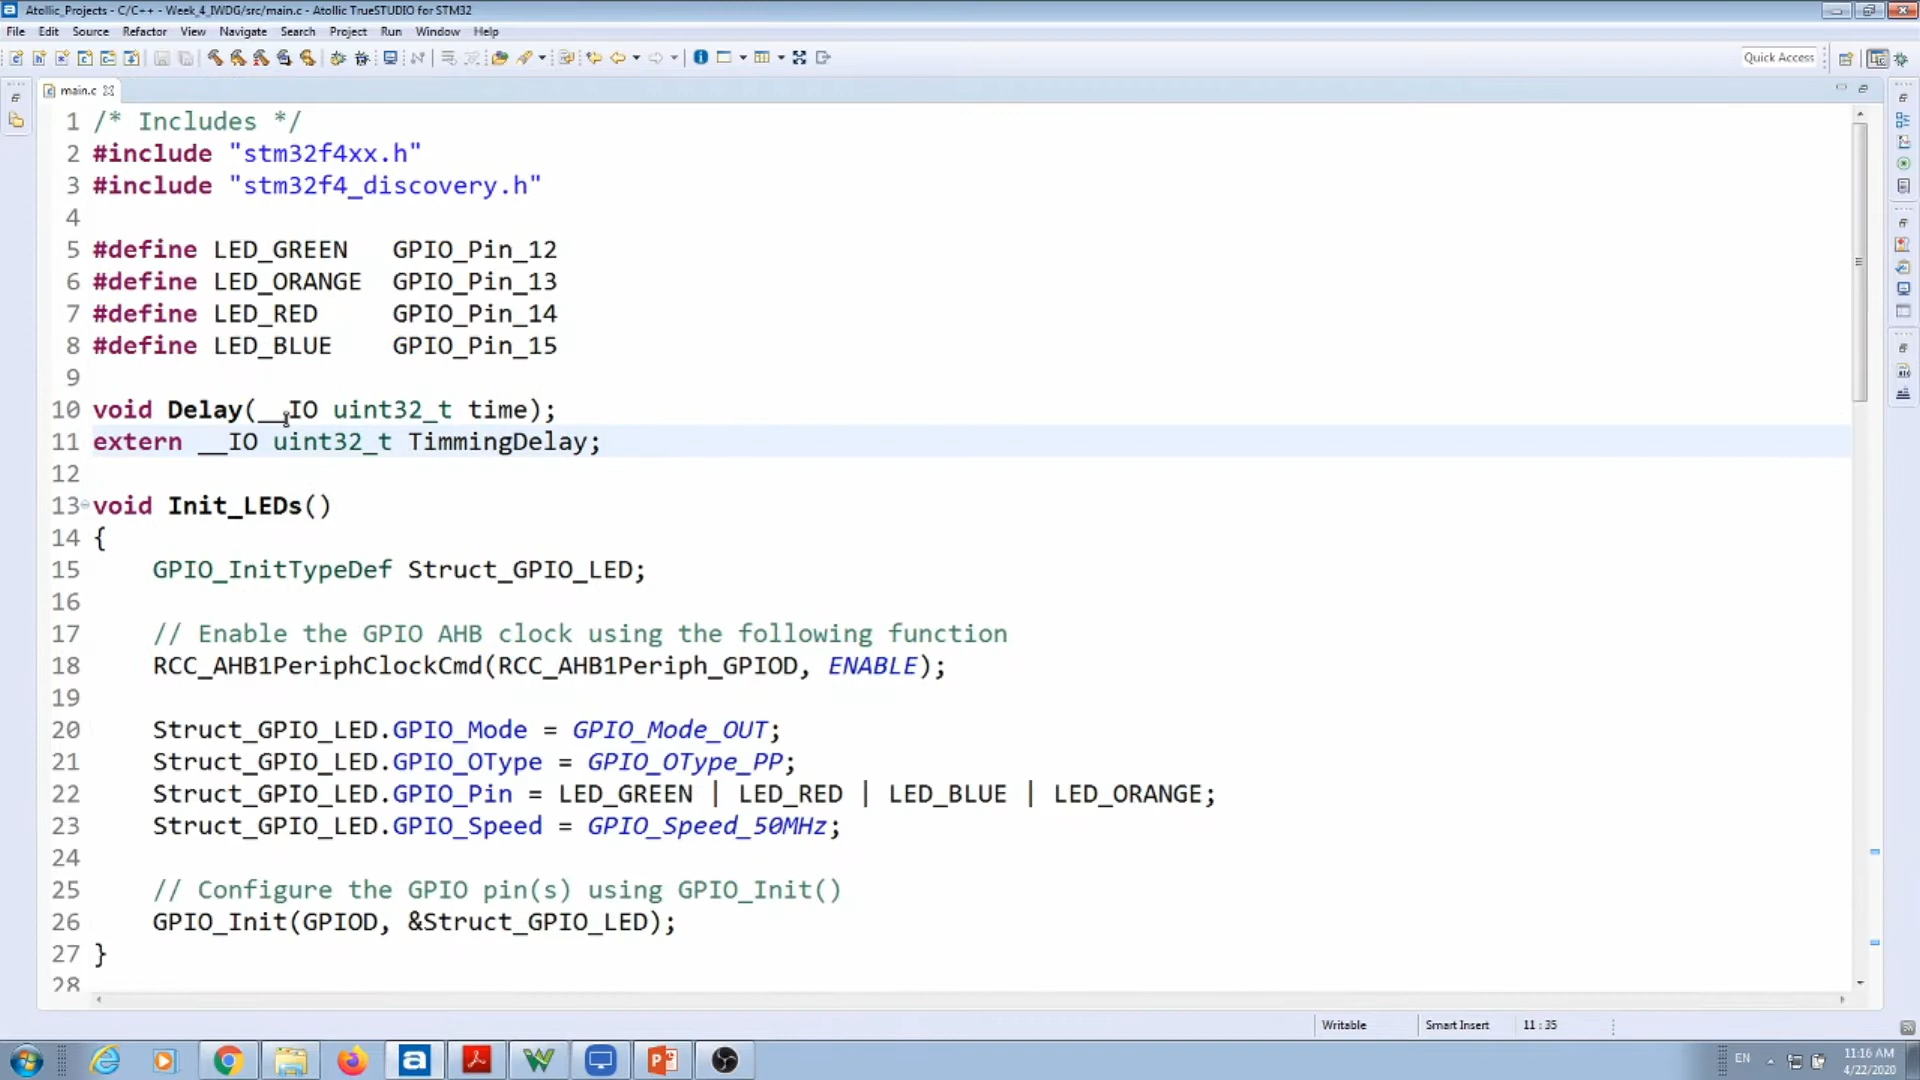 Atollic_Projects - C/C++ - Week_4_IWDG/src/main.c - Atollic TrueSTUDIO for STM32
File Edit Source Refactor View Navigate Search Project Run Window Help
Quick Access
main.c
1 /* Includes */
2 #include "stm32f4xx.h"
3 #include "stm32f4_discovery.h"
4
5 #define LED_GREEN   GPIO_Pin_12
6 #define LED_ORANGE  GPIO_Pin_13
7 #define LED_RED     GPIO_Pin_14
8 #define LED_BLUE    GPIO_Pin_15
9
10 void Delay(__IO uint32_t time);
11 extern __IO uint32_t TimmingDelay;
12
13 void Init_LEDs()
14 {
15     GPIO_InitTypeDef Struct_GPIO_LED;
16
17     // Enable the GPIO AHB clock using the following function
18     RCC_AHB1PeriphClockCmd(RCC_AHB1Periph_GPIOD, ENABLE);
19
20     Struct_GPIO_LED.GPIO_Mode = GPIO_Mode_OUT;
21     Struct_GPIO_LED.GPIO_OType = GPIO_OType_PP;
22     Struct_GPIO_LED.GPIO_Pin = LED_GREEN | LED_RED | LED_BLUE | LED_ORANGE;
23     Struct_GPIO_LED.GPIO_Speed = GPIO_Speed_50MHz;
24
25     // Configure the GPIO pin(s) using GPIO_Init()
26     GPIO_Init(GPIOD, &Struct_GPIO_LED);
27 }
28
Writable Smart Insert 11 : 35
EN 11:16 AM
4/22/2020